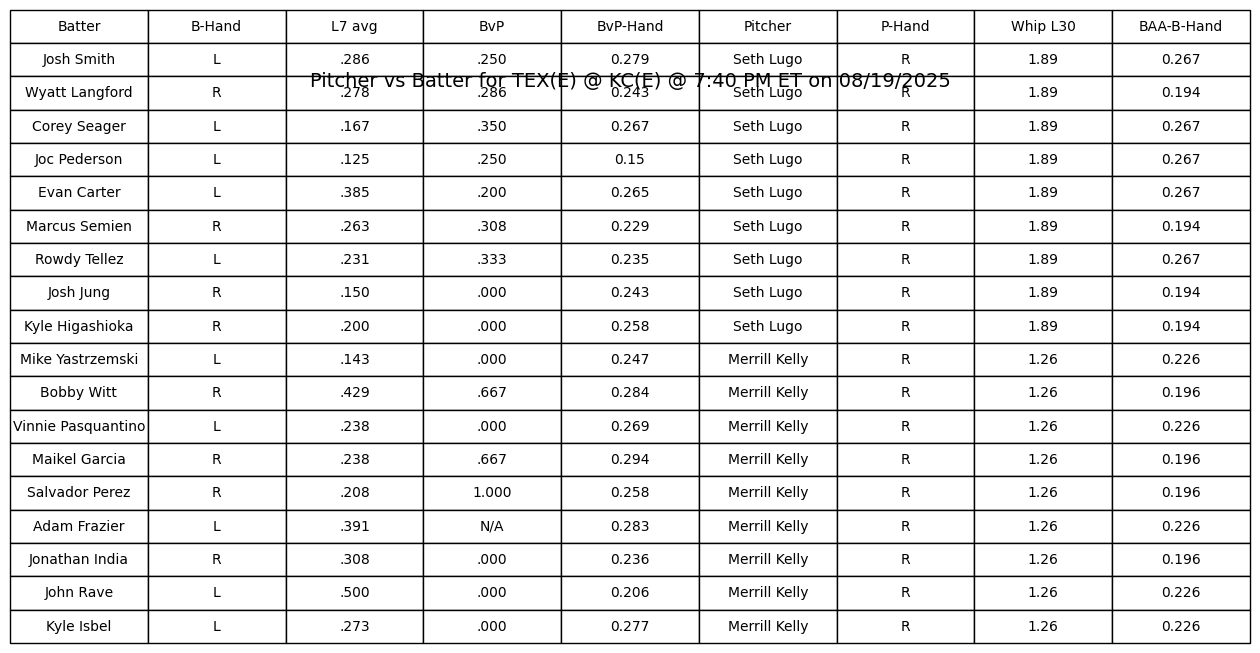 Batter B-Hand L7 avg BvP BvP-Hand Pitcher P-Hand Whip L30 BAA-B-Hand
Josh Smith L .286 .250 0.279 Seth Lugo R 1.89 0.267
Pitcher vs Batter for TEX(E) @ KC(E) @ 7:40 PM ET on 08/19/2025
Wyatt Langford R .278 .286 0.243 Seth Lugo R 1.89 0.194
Corey Seager L .167 .350 0.267 Seth Lugo R 1.89 0.267
Joc Pederson L .125 .250 0.15 Seth Lugo R 1.89 0.267
Evan Carter L .385 .200 0.265 Seth Lugo R 1.89 0.267
Marcus Semien R .263 .308 0.229 Seth Lugo R 1.89 0.194
Rowdy Tellez L .231 .333 0.235 Seth Lugo R 1.89 0.267
Josh Jung R .150 .000 0.243 Seth Lugo R 1.89 0.194
Kyle Higashioka R .200 .000 0.258 Seth Lugo R 1.89 0.194
Mike Yastrzemski L .143 .000 0.247 Merrill Kelly R 1.26 0.226
Bobby Witt R .429 .667 0.284 Merrill Kelly R 1.26 0.196
Vinnie Pasquantino L .238 .000 0.269 Merrill Kelly R 1.26 0.226
Maikel Garcia R .238 .667 0.294 Merrill Kelly R 1.26 0.196
Salvador Perez R .208 1.000 0.258 Merrill Kelly R 1.26 0.196
Adam Frazier L .391 N/A 0.283 Merrill Kelly R 1.26 0.226
Jonathan India R .308 .000 0.236 Merrill Kelly R 1.26 0.196
John Rave L .500 .000 0.206 Merrill Kelly R 1.26 0.226
Kyle Isbel L .273 .000 0.277 Merrill Kelly R 1.26 0.226